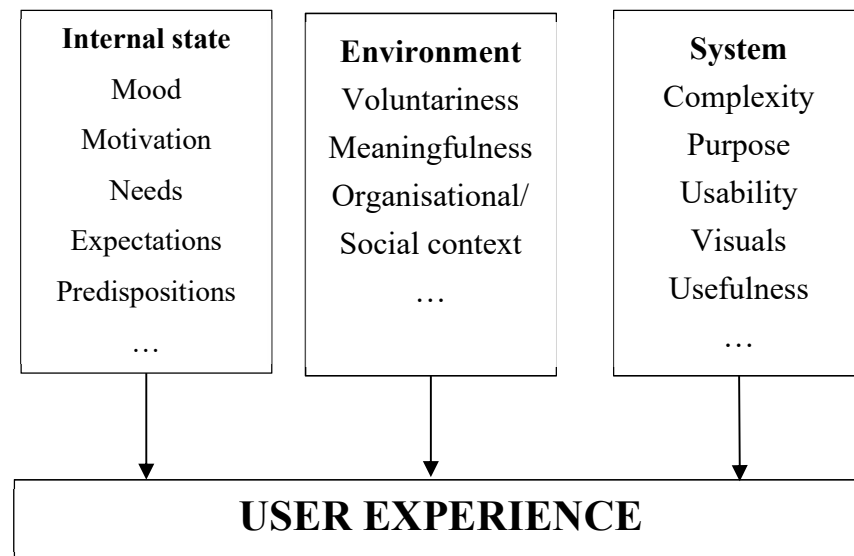 Internal state
Mood
Motivation
Needs
Expectations
Predispositions
…
Environment
Voluntariness
Meaningfulness
Organisational/
Social context
…
System
Complexity
Purpose
Usability
Visuals
Usefulness
…
USER EXPERIENCE